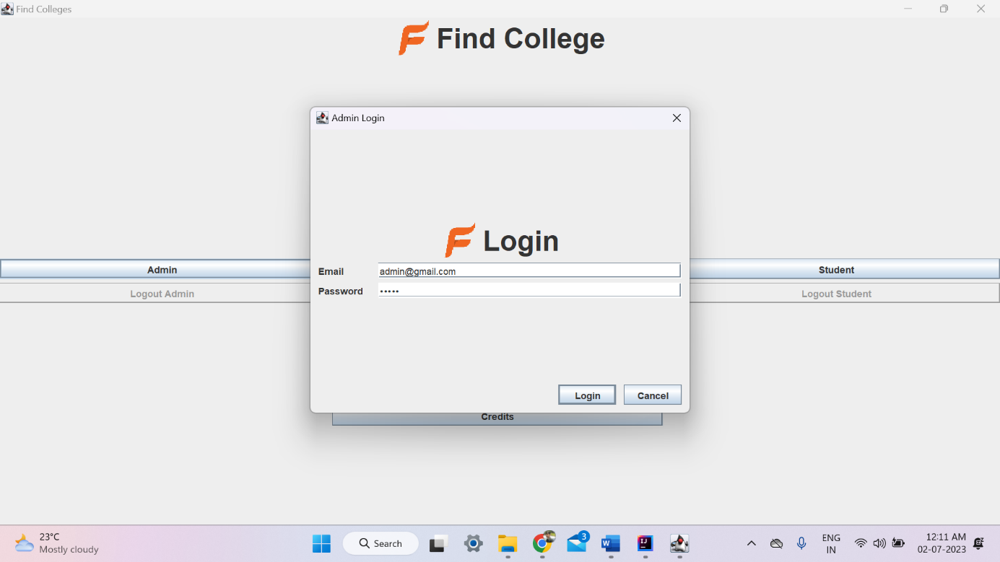 Find Colleges
Find College
Admin Login
Login
Email admin@gmail.com
Password •••••
Admin
Student
Logout Admin
Logout Student
Login Cancel
Credits
23°C
Mostly cloudy
Search
3
W
IJ
ENG
IN
12:11 AM
02-07-2023